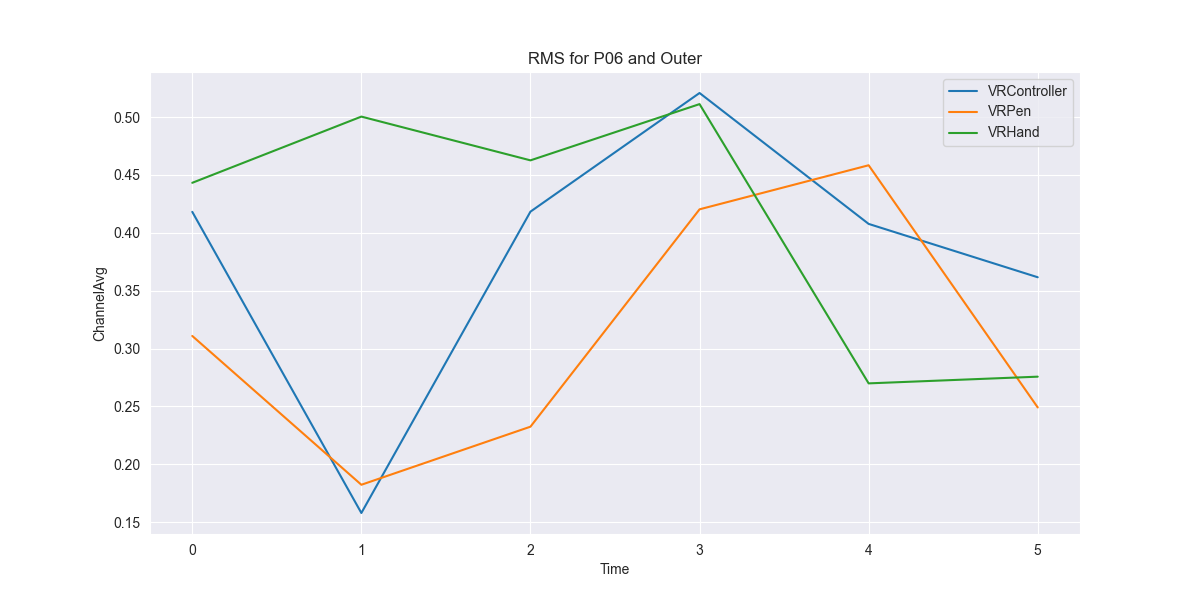 RMS for P06 and Outer
VRController
VRPen
VRHand
ChannelAvg
0.50
0.45
0.40
0.35
0.30
0.25
0.20
0.15
0 1 2 3 4 5
Time